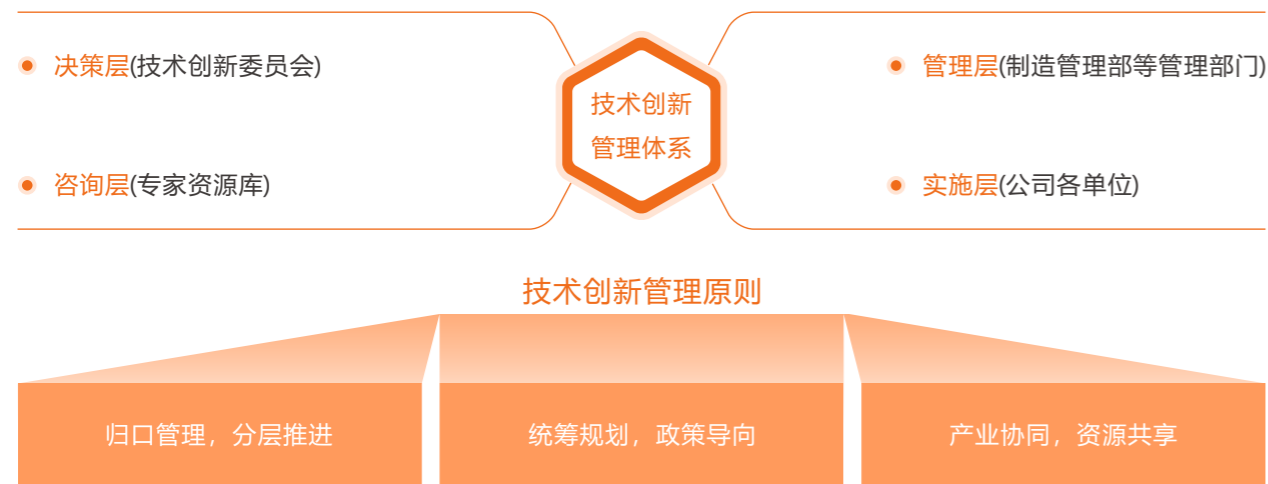 决策层(技术创新委员会)
咨询层(专家资源库)
技术创新
管理体系
管理层(制造管理部等管理部门)
实施层(公司各单位)
技术创新管理原则
归口管理，分层推进
统筹规划，政策导向
产业协同，资源共享